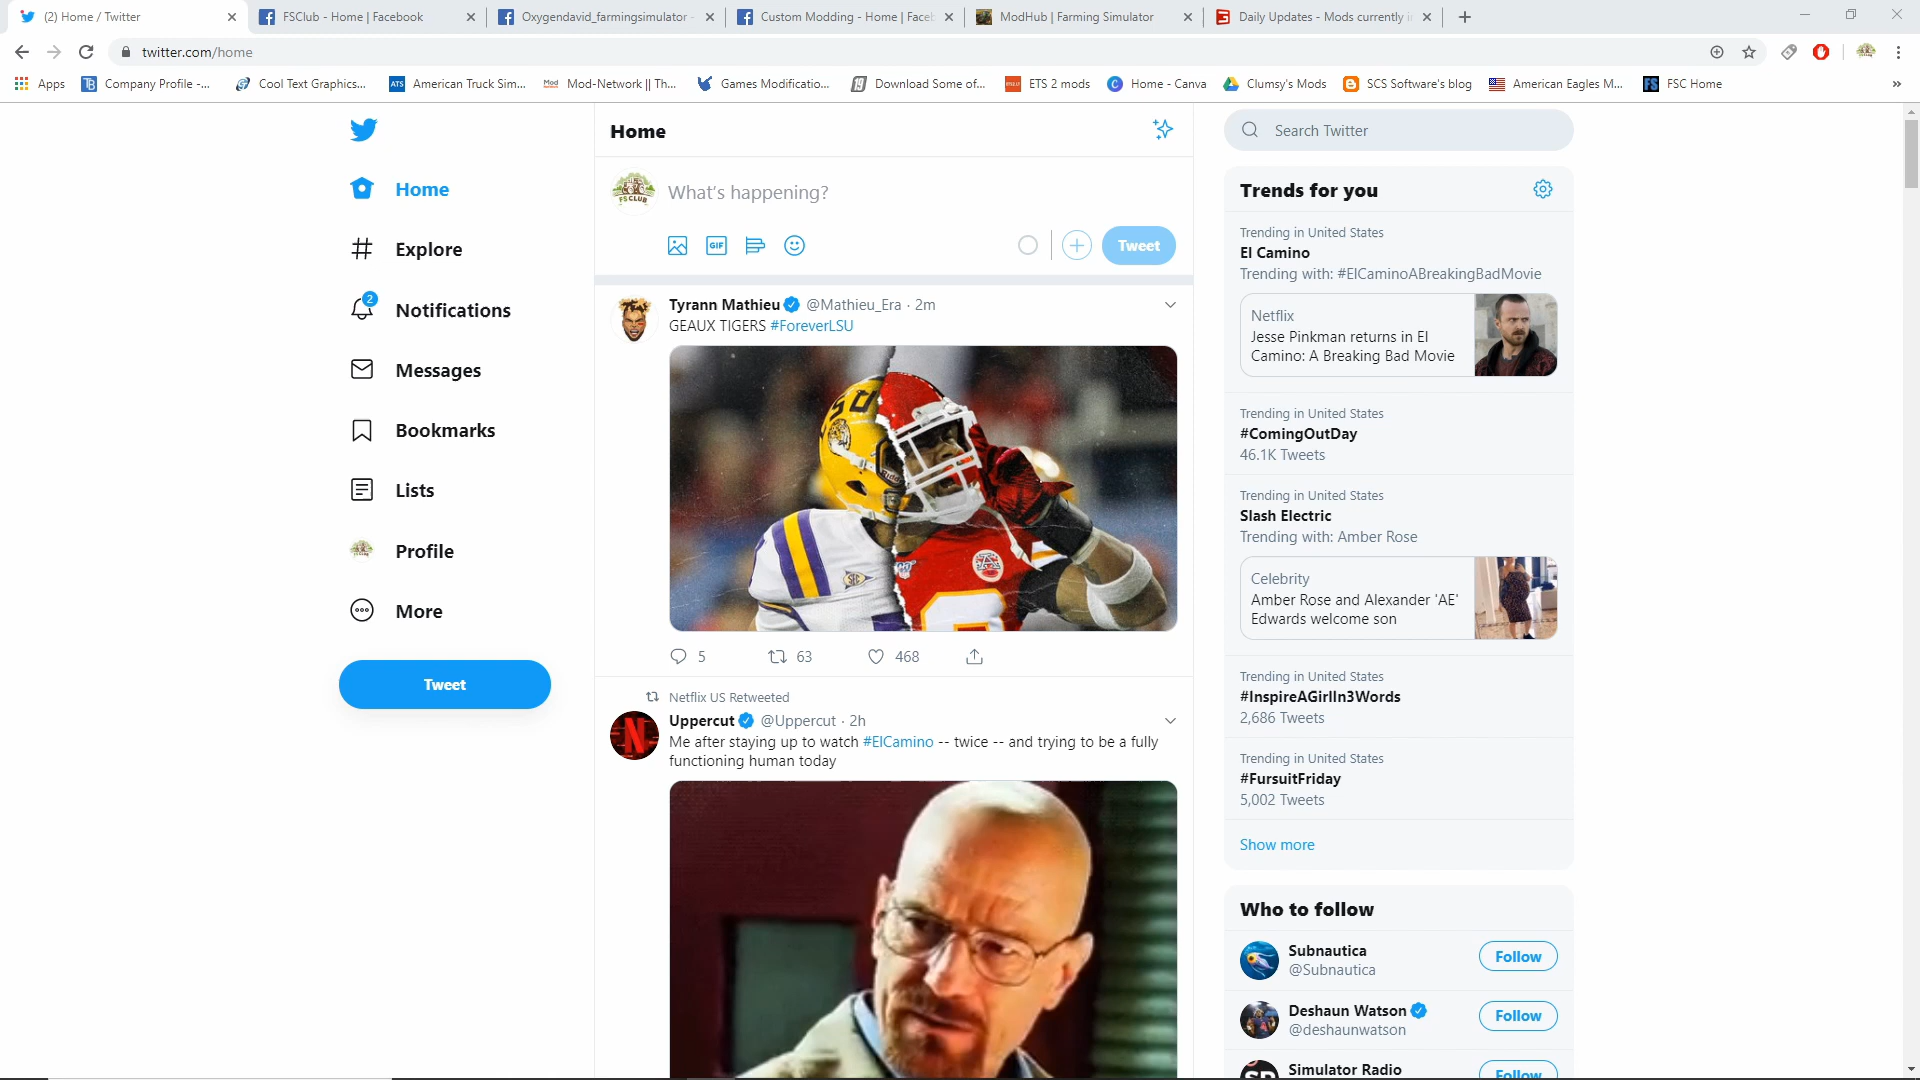 (2) Home / Twitter
FSClub - Home | Facebook
Oxygendavid_farmingsimulator -
Custom Modding - Home | Faceb
ModHub | Farming Simulator
Daily Updates - Mods currently i
twitter.com/home
Apps
Company Profile -...
Cool Text Graphics...
ATS
American Truck Sim...
Mod
Mod-Network || Th...
Games Modificatio...
19
Download Some of...
ETS 2 mods
Home - Canva
Clumsy's Mods
SCS Software's blog
American Eagles M...
FS
FSC Home
»
Home
Explore
2
Notifications
Messages
Bookmarks
Lists
Profile
More
Tweet
Home
FS CLUB
What's happening?
GIF
Tweet
Tyrann Mathieu @Mathieu_Era · 2m
GEAUX TIGERS #ForeverLSU
5
63
468
Netflix US Retweeted
Uppercut @Uppercut · 2h
Me after staying up to watch #ElCamino -- twice -- and trying to be a fully
functioning human today
Search Twitter
Trends for you
Trending in United States
El Camino
Trending with: #ElCaminoABreakingBadMovie
Netflix
Jesse Pinkman returns in El
Camino: A Breaking Bad Movie
Trending in United States
#ComingOutDay
46.1K Tweets
Trending in United States
Slash Electric
Trending with: Amber Rose
Celebrity
Amber Rose and Alexander 'AE'
Edwards welcome son
Trending in United States
#InspireAGirlIn3Words
2,686 Tweets
Trending in United States
#FursuitFriday
5,002 Tweets
Show more
Who to follow
Subnautica
@Subnautica
Follow
Deshaun Watson
@deshaunwatson
Follow
Simulator Radio
Follow